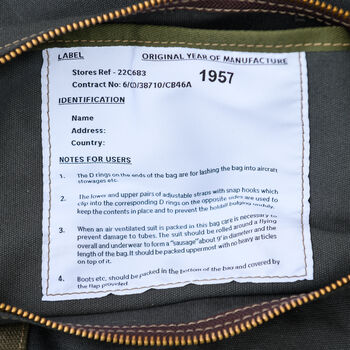 LABEL ORIGINAL YEAR OF MANUFACTURE
Stores Ref - 22C6B3 1957
Contract No: 6/O/38710/CB46A
IDENTIFICATION
Name
Address:
Country:
NOTES FOR USERS
1. The D rings on the ends of the bag are for lashing the bag into aircraft
stowages etc.
2. The lower and upper pairs of adjustable straps with snap hooks which
clip into the corresponding D rings on the opposite sides are used to
keep the contents in place and to prevent the holdall bulging unduly.
3. When an air ventilated suit is packed in this bag care is necessary to
prevent damage to tubes. The suit should be rolled around a flying
overall and underwear to form a "sausage" about 9' diameter and the
length of bag. It should be packed uppermost with no heavy articles
on top of it.
4. Boots etc, should be packed in the bottom of the bag and covered by
the flap provided.